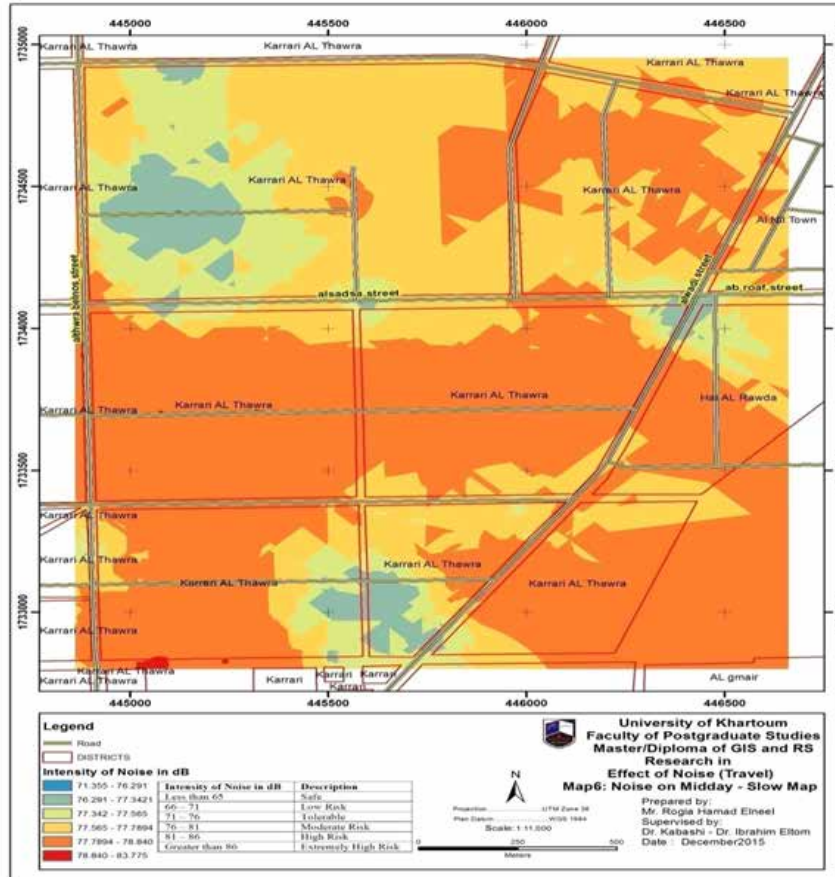 445000 445500 446000 446500
1735000
Karrari AL Thawra Karrari AL Thawra
Karrari AL Thawra
Karrari AL Thawra
1734500
Karrari AL Thawra Karrari AL Thawra Karrari AL Thawra
Al Nil Town
althwra belnos street
alsadsa street
alwadi street
ab roaf street
1734000
Karrari AL Thawra Karrari AL Thawra Karrari AL Thawra Hai AL Rawda
1733500
Karrari AL Thawra
Karrari AL Thawra Karrari AL Thawra
Karrari AL Thawra Karrari AL Thawra
1733000
Karrari AL Thawra
Karrari AL Thawra
Karrari AL Thawra Karrari Karrari Karrari AL gmair
Karrari
445000 445500 446000 446500
Legend
Road
DISTRICTS
Intensity of Noise in dB
71.355 - 76.291
76.291 - 77.3421
77.342 - 77.565
77.565 - 77.7894
77.7894 - 78.840
78.840 - 83.775
Intensity of Noise in dB Description
Less than 65 Safe
66 – 71 Low Risk
71 – 76 Tolerable
76 – 81 Moderate Risk
81 – 86 High Risk
Greater than 86 Extremely High Risk
N
Projection UTM Zone 36
Plan Datum WGS 1984
Scale: 1:11,000
0 250 500
Metere
University of Khartoum
Faculty of Postgraduate Studies
Master/Diploma of GIS and RS
Research in
Effect of Noise (Travel)
Map6: Noise on Midday - Slow Map
Prepared by:
Mr. Rogia Hamad Elneel
Supervised by:
Dr. Kabashi - Dr. Ibrahim Eltom
Date : December2015